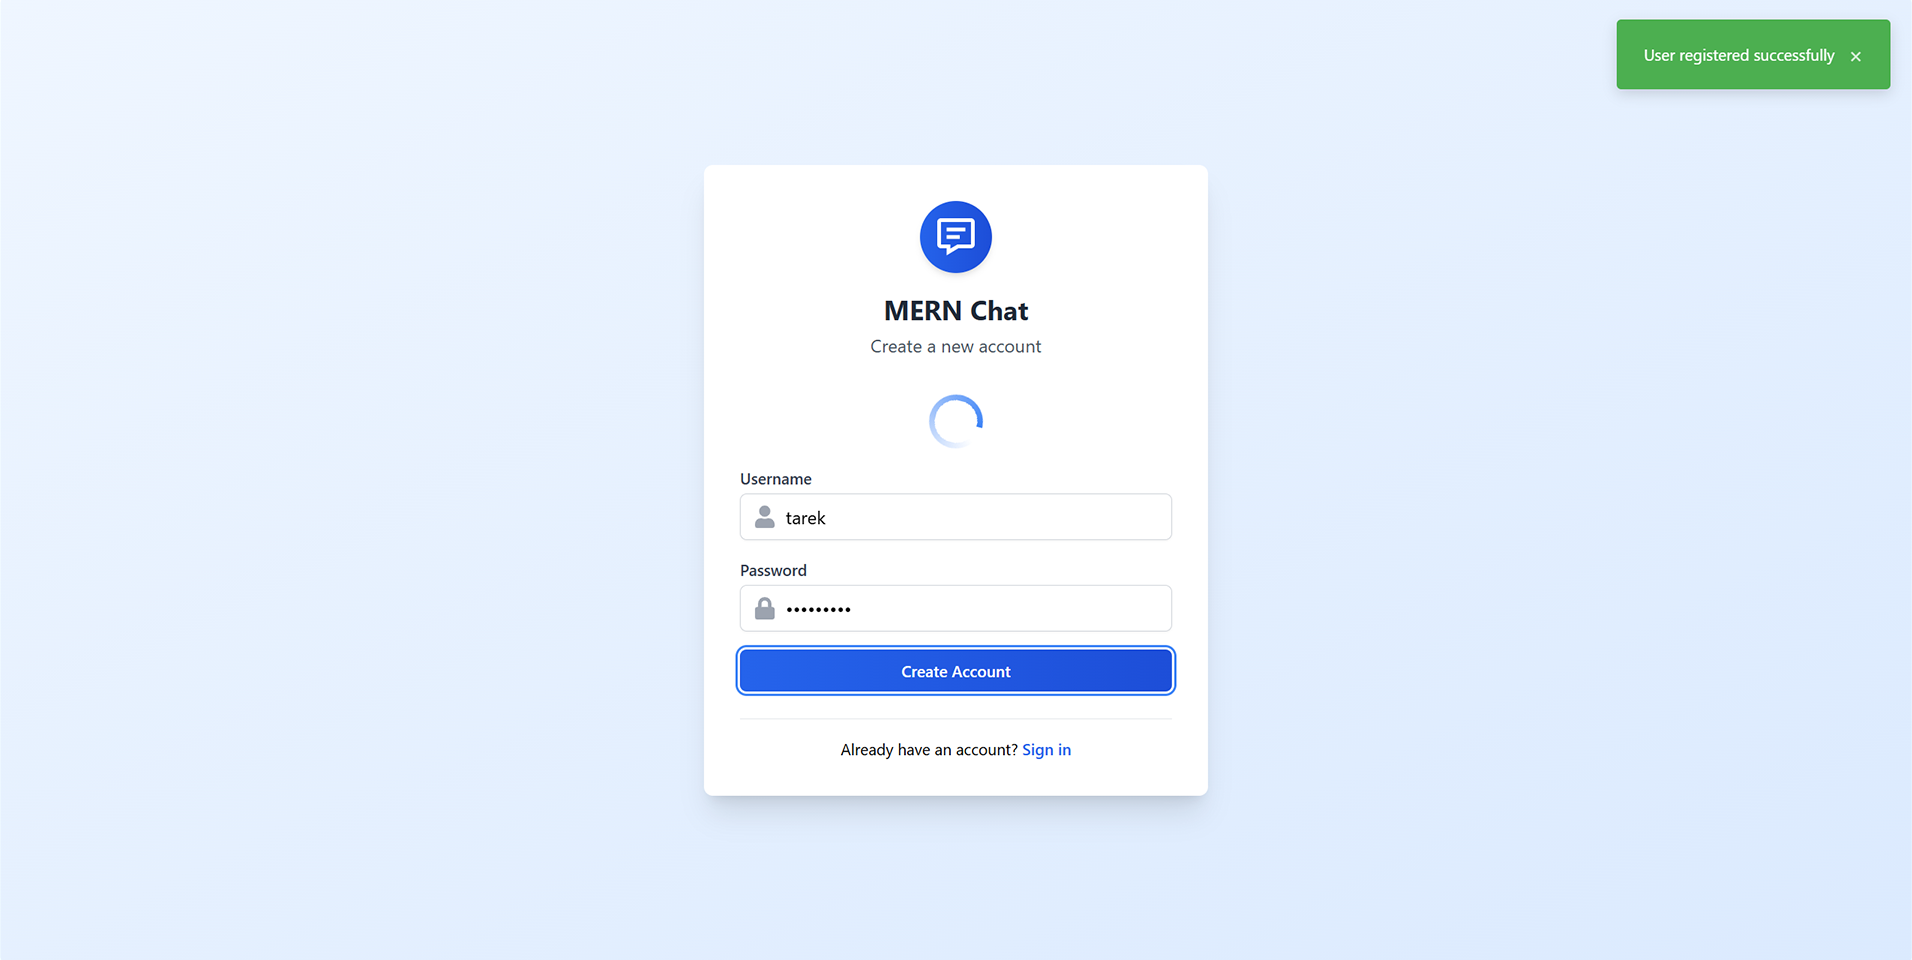 User registered successfully ×
MERN Chat
Create a new account
Username
tarek
Password
•••••••••
Create Account
Already have an account? Sign in